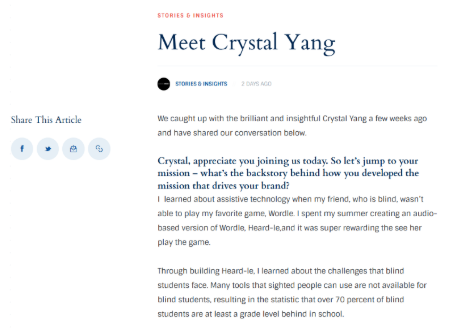 STORIES & INSIGHTS
Meet Crystal Yang
STORIES & INSIGHTS 2 DAYS AGO
Share This Article
We caught up with the brilliant and insightful Crystal Yang a few weeks ago
and have shared our conversation below.
Crystal, appreciate you joining us today. So let's jump to your
mission – what's the backstory behind how you developed the
mission that drives your brand?
I learned about assistive technology when my friend, who is blind, wasn't
able to play my favorite game, Wordle. I spent my summer creating an audio-
based version of Wordle, Heard-le,and it was super rewarding the see her
play the game.
Through building Heard-le, I learned about the challenges that blind
students face. Many tools that sighted people can use are not available for
blind students, resulting in the statistic that over 70 percent of blind
students are at least a grade level behind in school.